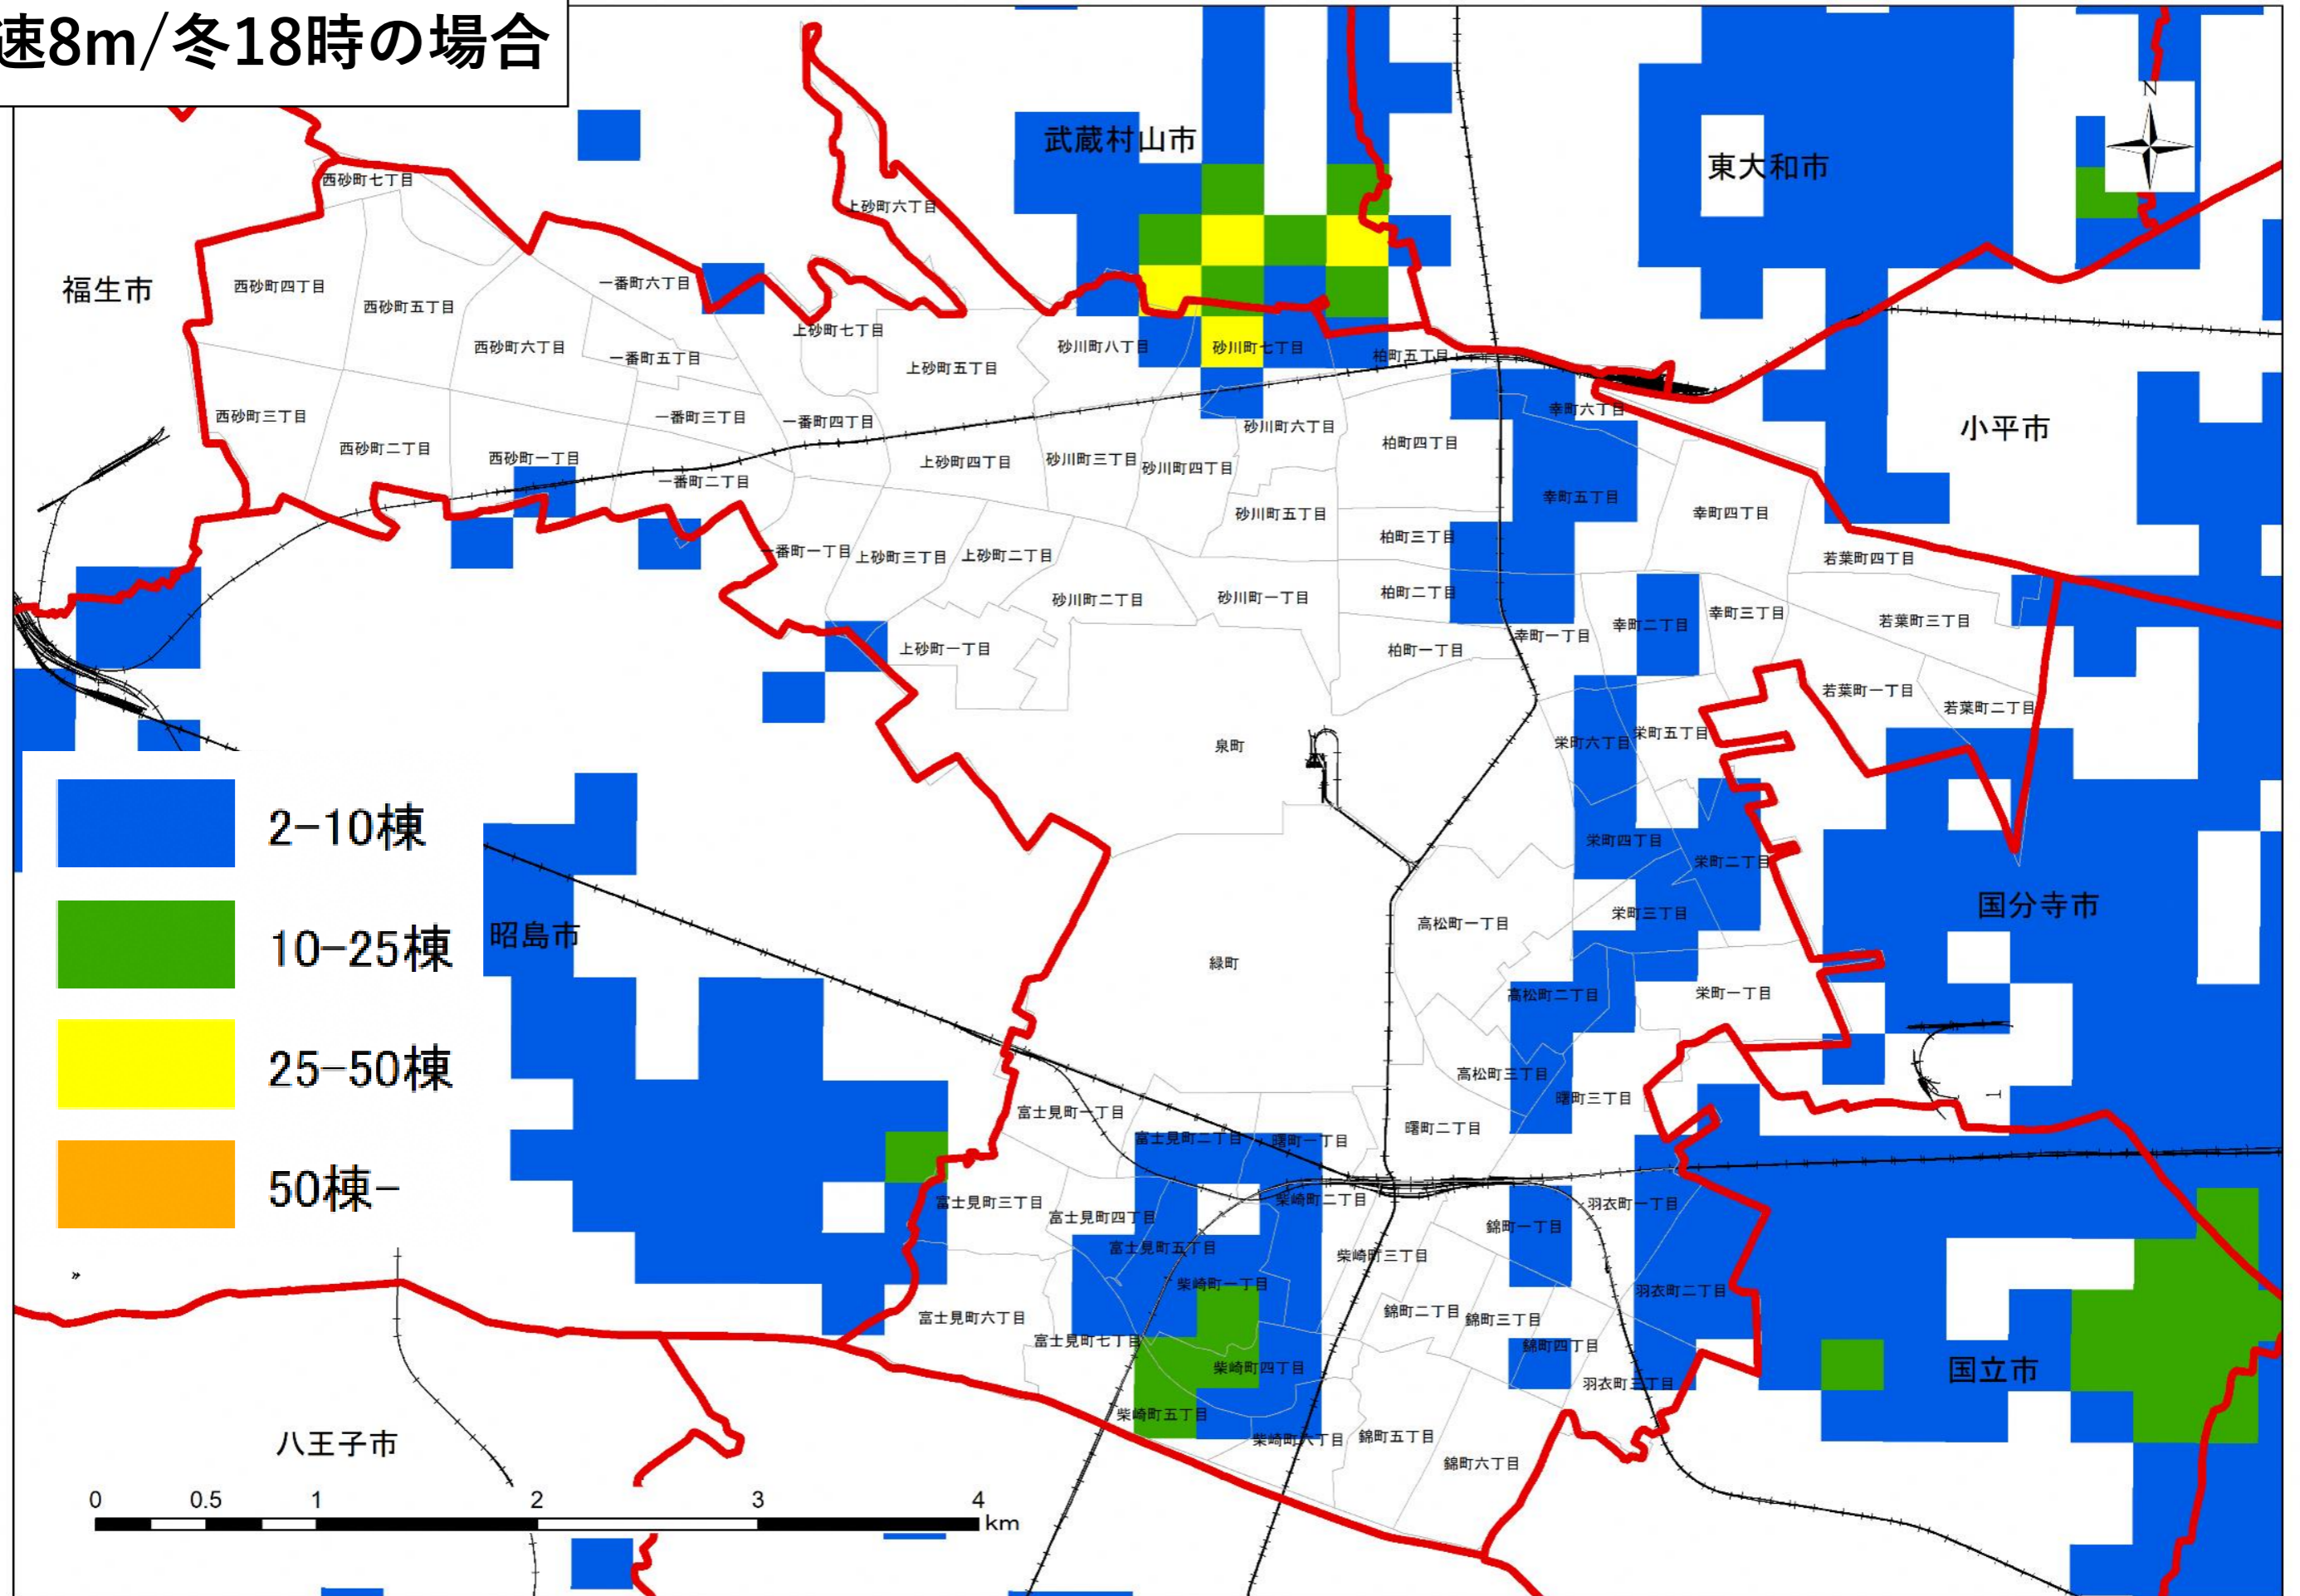 速8m/冬18時の場合
N
武蔵村山市
東大和市
西砂町七丁目
上砂町六丁目
福生市
西砂町四丁目
一番町六丁目
西砂町五丁目
上砂町七丁目
西砂町六丁目
一番町五丁目
砂川町八丁目
砂川町七丁目
柏町五丁目
上砂町五丁目
西砂町三丁目
一番町三丁目
一番町四丁目
幸町六丁目
砂川町六丁目
小平市
西砂町二丁目
柏町四丁目
西砂町一丁目
上砂町四丁目
砂川町三丁目
砂川町四丁目
一番町二丁目
幸町五丁目
砂川町五丁目
幸町四丁目
柏町三丁目
一番町一丁目
上砂町三丁目
上砂町二丁目
若葉町四丁目
砂川町二丁目
砂川町一丁目
柏町二丁目
幸町二丁目
幸町三丁目
若葉町三丁目
幸町一丁目
上砂町一丁目
柏町一丁目
若葉町一丁目
若葉町二丁目
泉町
栄町六丁目
栄町五丁目
2-10棟
栄町四丁目
栄町二丁目
国分寺市
栄町三丁目
高松町一丁目
昭島市
10-25棟
緑町
高松町二丁目
栄町一丁目
25-50棟
高松町三丁目
曙町三丁目
富士見町一丁目
曙町二丁目
富士見町二丁目
曙町一丁目
50棟-
富士見町三丁目
柴崎町二丁目
羽衣町一丁目
富士見町四丁目
錦町一丁目
富士見町五丁目
柴崎町三丁目
柴崎町一丁目
羽衣町二丁目
錦町二丁目
富士見町六丁目
錦町三丁目
富士見町七丁目
錦町四丁目
柴崎町四丁目
国立市
羽衣町三丁目
柴崎町五丁目
八王子市
柴崎町六丁目
錦町五丁目
錦町六丁目
0 0.5 1 2 3 4
km